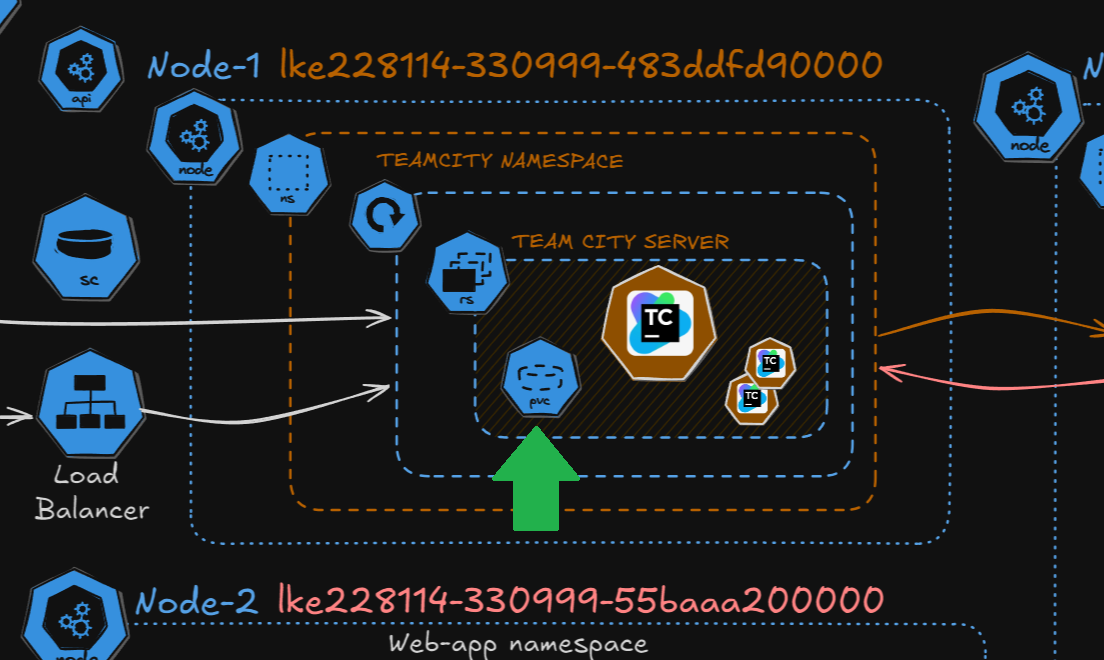 api
Node-1 lke228114-330999-483ddfd90000
N
node
node
TEAMCITY NAMESPACE
ns
TEAM CITY SERVER
sc
rs
TC
TC
TC
pvc
Load
Balancer
Node-2 lke228114-330999-55baaa200000
Web-app namespace
node